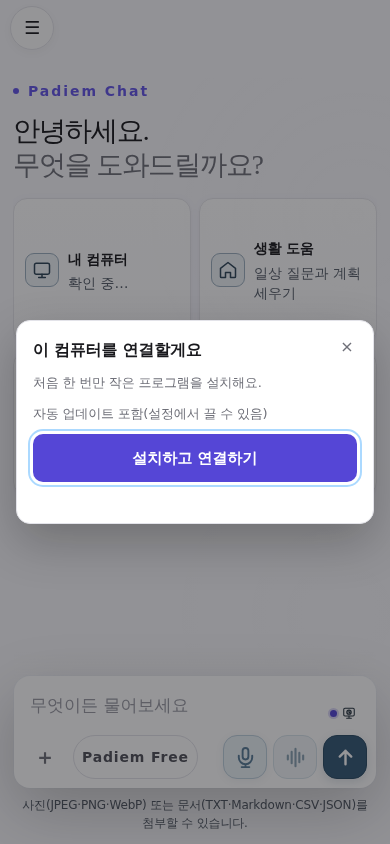 Padiem Chat
안녕하세요.
무엇을 도와드릴까요?
내 컴퓨터
확인 중…
생활 도움
일상 질문과 계획
세우기
이 컴퓨터를 연결할게요
처음 한 번만 작은 프로그램을 설치해요.
자동 업데이트 포함(설정에서 끌 수 있음)
설치하고 연결하기
무엇이든 물어보세요
Padiem Free
사진(JPEG·PNG·WebP) 또는 문서(TXT·Markdown·CSV·JSON)를
첨부할 수 있습니다.